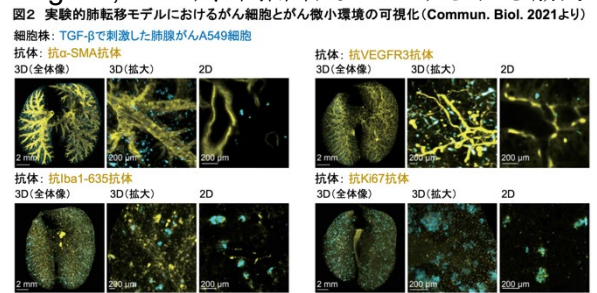 図2 実験的肺転移モデルにおけるがん細胞とがん微小環境の可視化（Commun. Biol. 2021より）
細胞株：TGF-βで刺激した肺腺がんA549細胞
抗体：抗α-SMA抗体
3D（全体像） 3D（拡大） 2D
2 mm 200 μm 200 μm
抗体：抗VEGFR3抗体
3D（全体像） 3D（拡大） 2D
2 mm 200 μm 200 μm
抗体：抗Iba1-635抗体
3D（全体像） 3D（拡大） 2D
2 mm 200 μm 200 μm
抗体：抗Ki67抗体
3D（全体像） 3D（拡大） 2D
2 mm 200 μm 200 μm